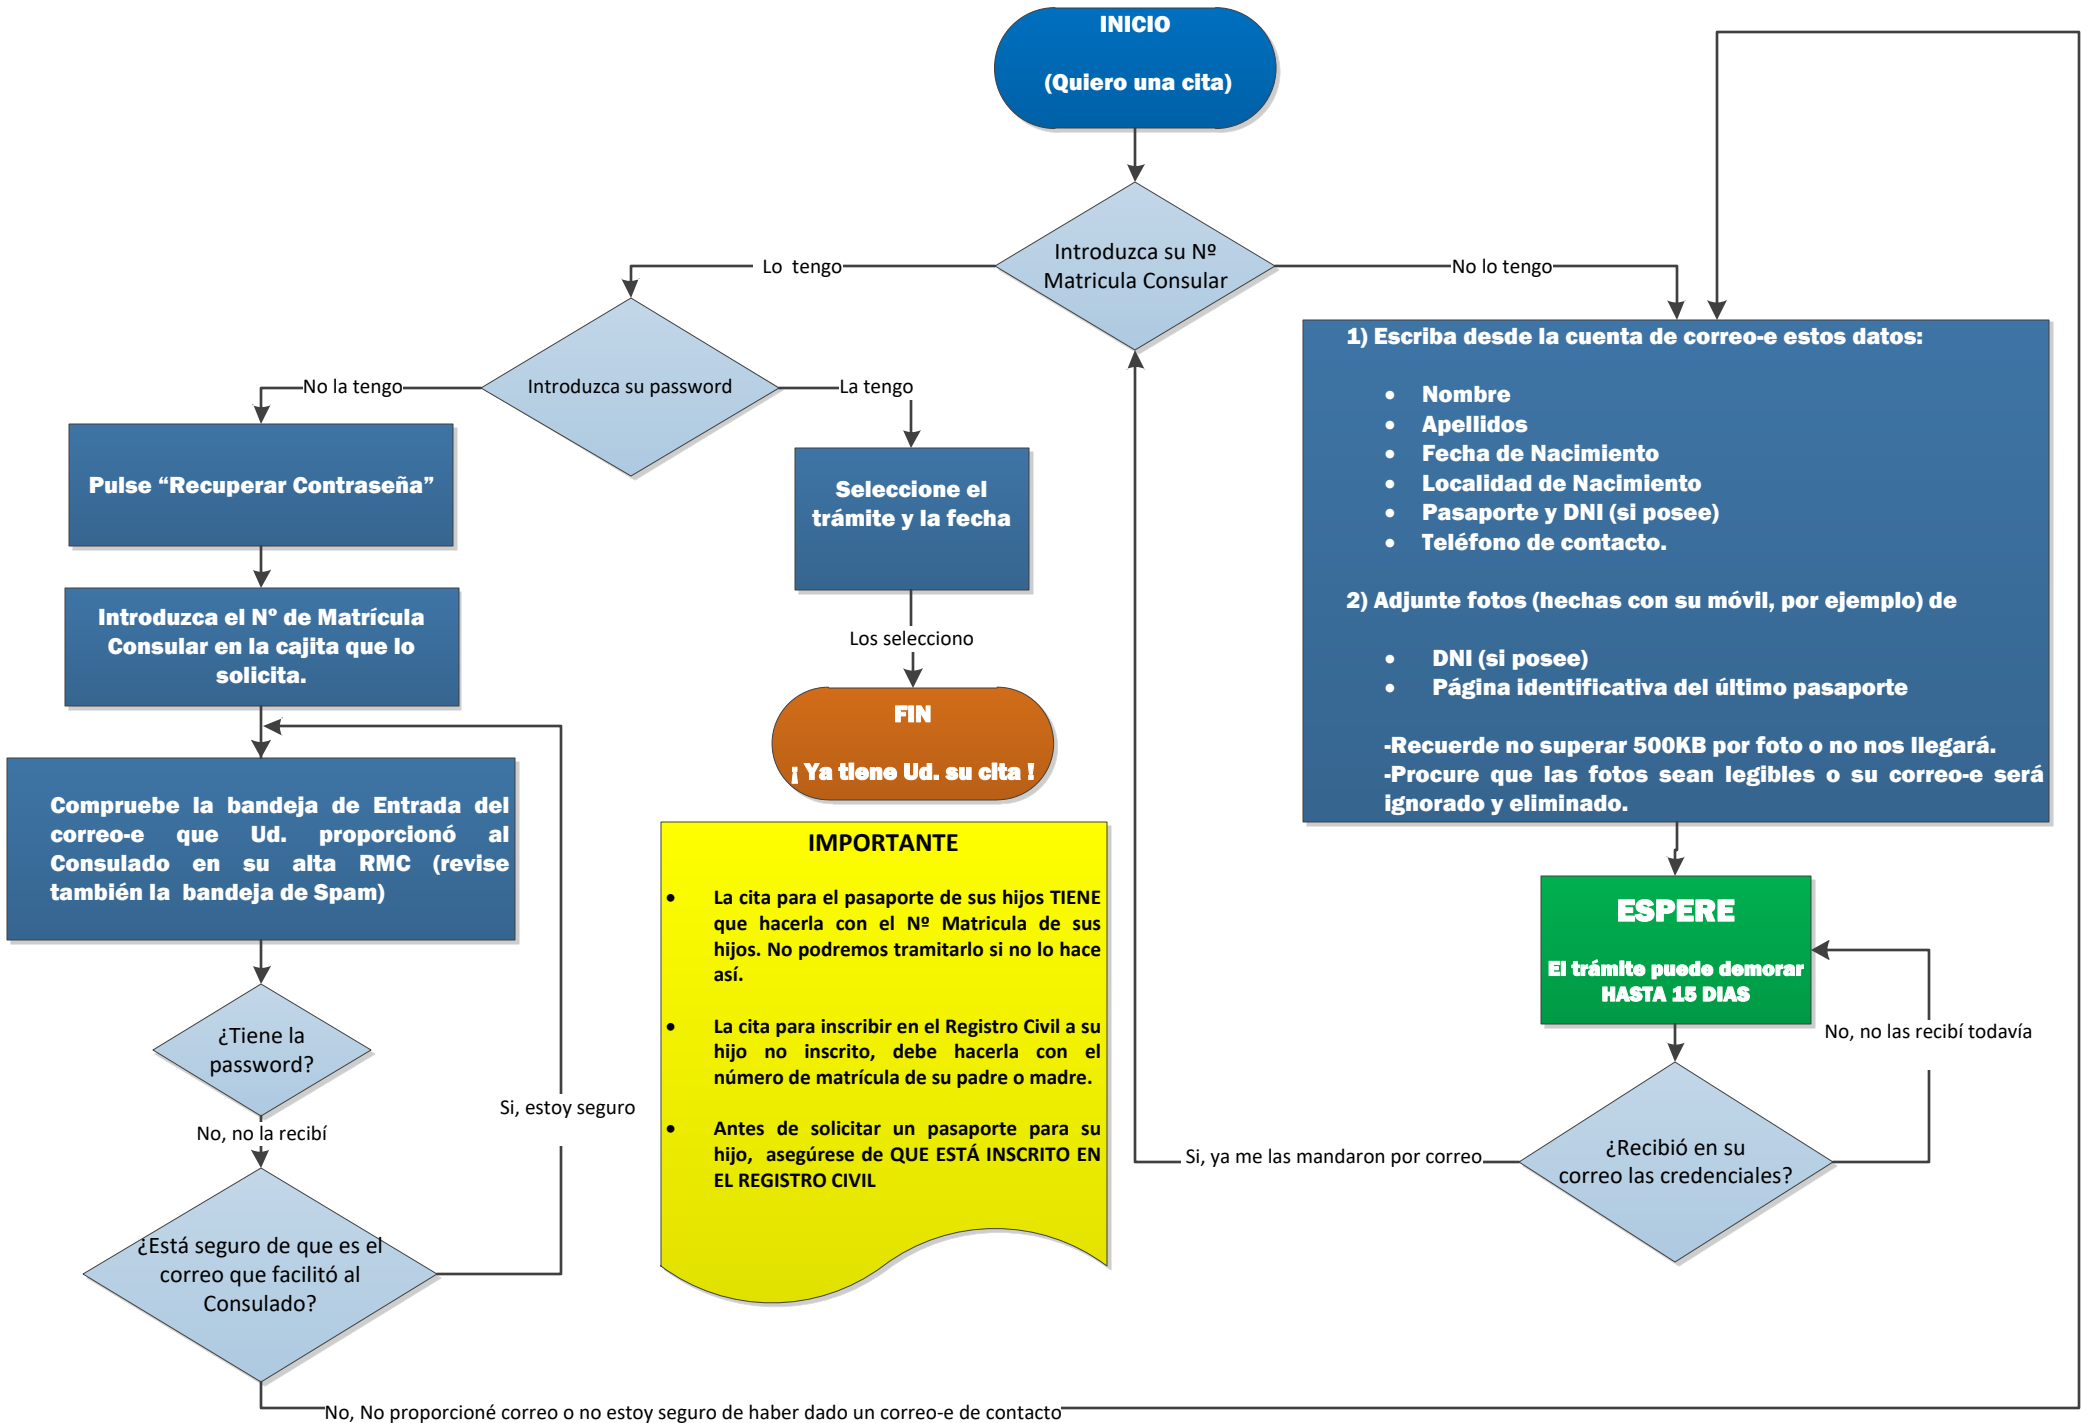 INICIO
(Quiero una cita)
Introduzca su Nº
Matricula Consular
Lo tengo
No lo tengo
Introduzca su password
No la tengo
La tengo
Pulse “Recuperar Contraseña”
Introduzca el Nº de Matrícula
Consular en la cajita que lo
solicita.
Compruebe la bandeja de Entrada del
correo-e que Ud. proporcionó al
Consulado en su alta RMC (revise
también la bandeja de Spam)
¿Tiene la
password?
No, no la recibí
¿Está seguro de que es el
correo que facilitó al
Consulado?
Si, estoy seguro
No, No proporcioné correo o no estoy seguro de haber dado un correo-e de contacto
Seleccione el
trámite y la fecha
Los selecciono
FIN
¡ Ya tiene Ud. su cita !
IMPORTANTE
• La cita para el pasaporte de sus hijos TIENE
que hacerla con el Nº Matricula de sus
hijos. No podremos tramitarlo si no lo hace
así.
• La cita para inscribir en el Registro Civil a su
hijo no inscrito, debe hacerla con el
número de matrícula de su padre o madre.
• Antes de solicitar un pasaporte para su
hijo, asegúrese de QUE ESTÁ INSCRITO EN
EL REGISTRO CIVIL
1) Escriba desde la cuenta de correo-e estos datos:
• Nombre
• Apellidos
• Fecha de Nacimiento
• Localidad de Nacimiento
• Pasaporte y DNI (si posee)
• Teléfono de contacto.
2) Adjunte fotos (hechas con su móvil, por ejemplo) de
• DNI (si posee)
• Página identificativa del último pasaporte
-Recuerde no superar 500KB por foto o no nos llegará.
-Procure que las fotos sean legibles o su correo-e será
ignorado y eliminado.
ESPERE
El trámite puede demorar
HASTA 15 DIAS
No, no las recibí todavía
¿Recibió en su
correo las credenciales?
Si, ya me las mandaron por correo